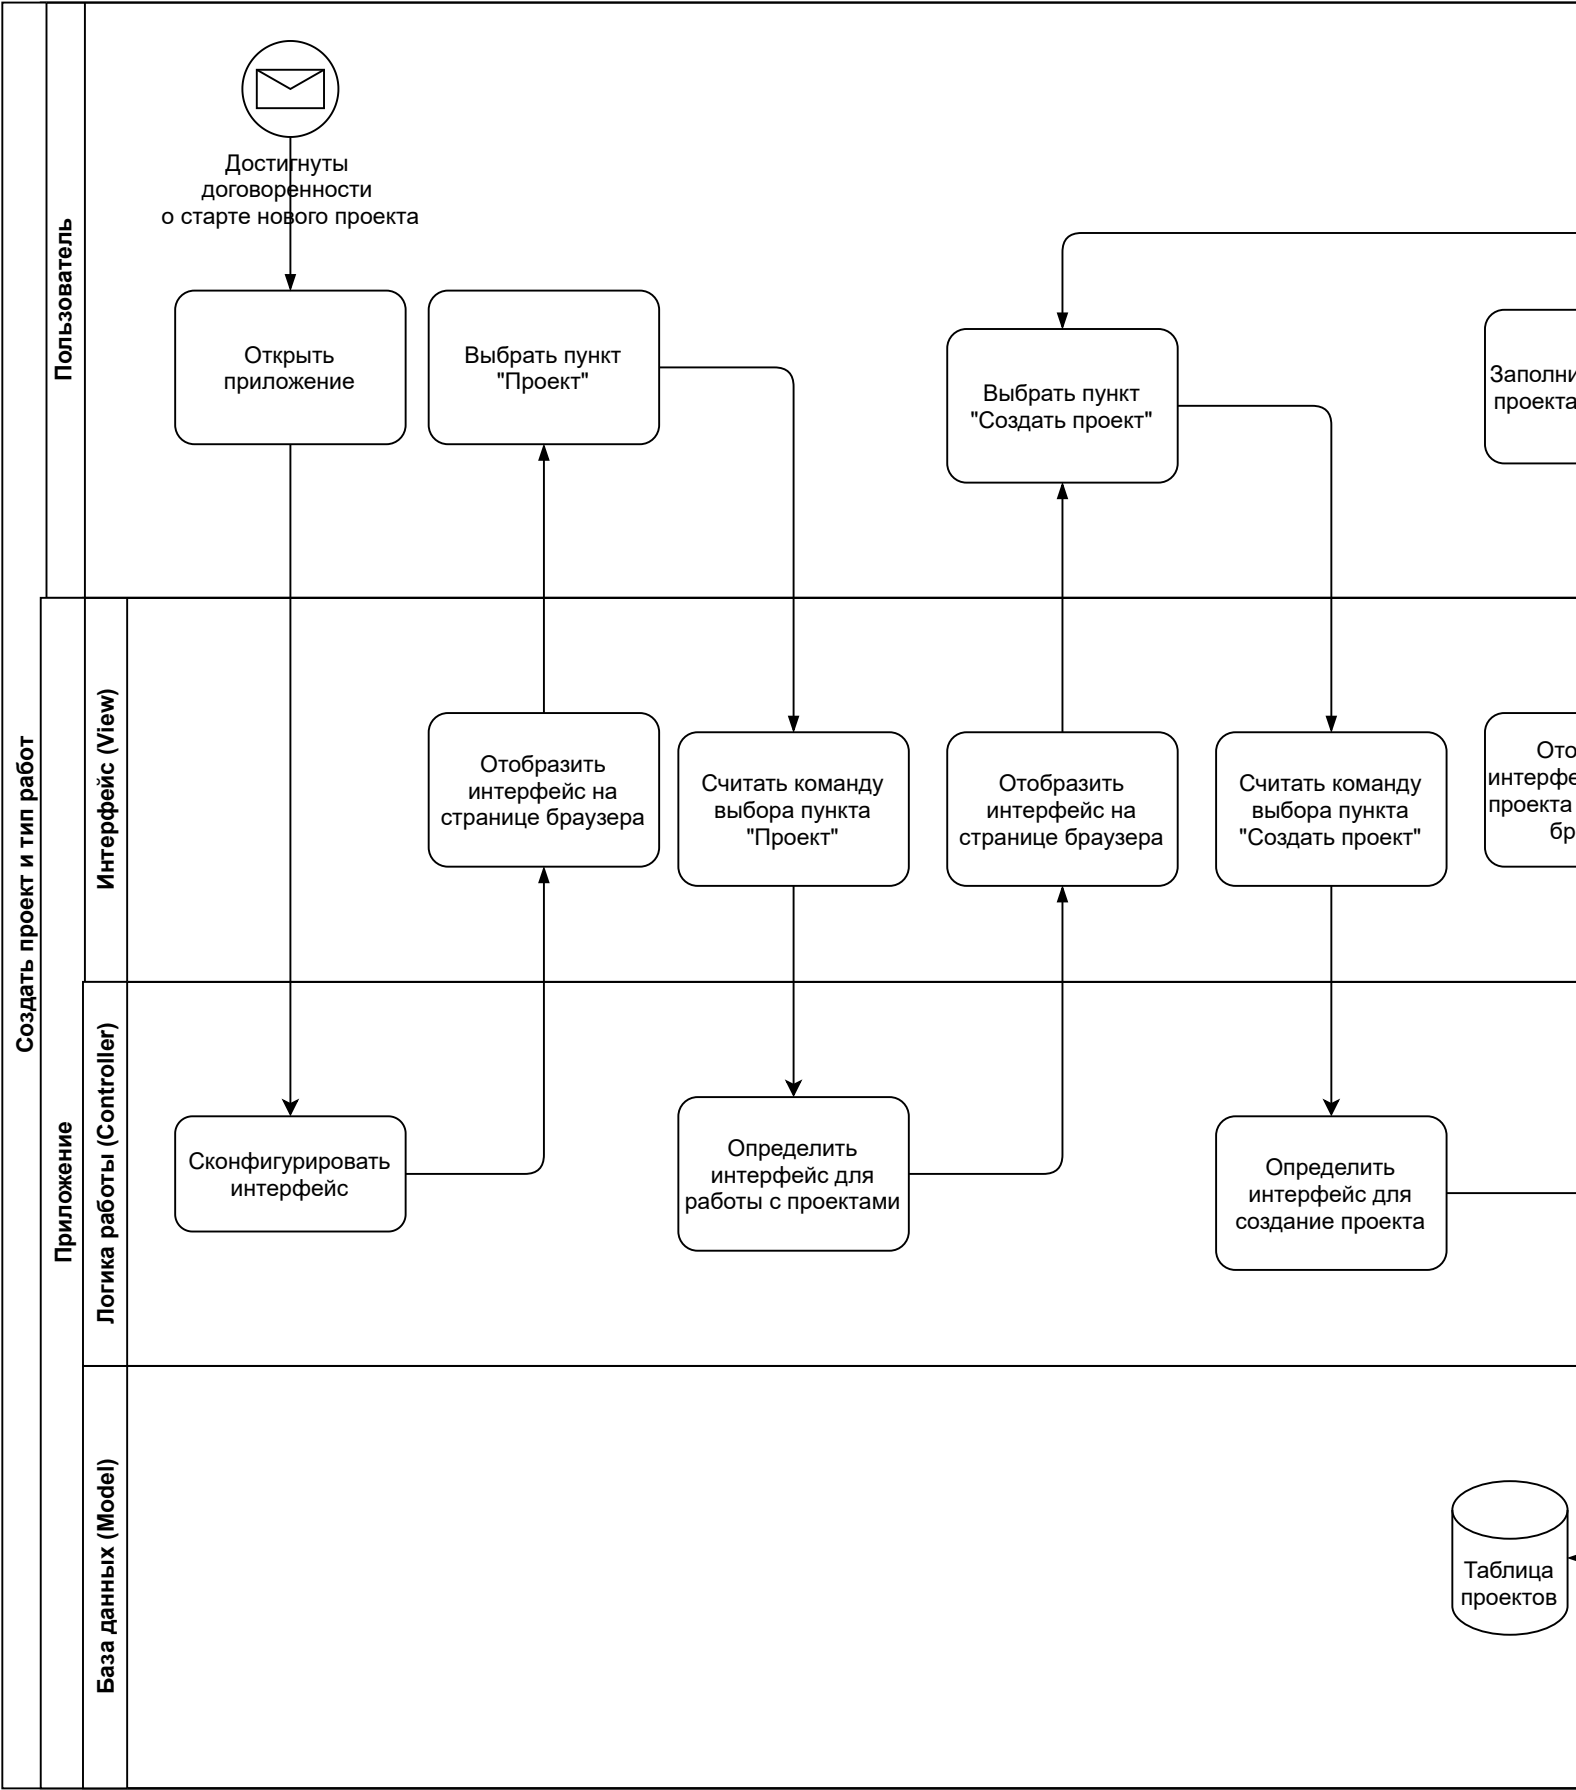 Создать проект и тип работ
Пользователь
Достигнуты
договоренности
о старте нового проекта
Открыть
приложение
Выбрать пункт
"Проект"
Выбрать пункт
"Создать проект"
проекта
Приложение
Интерфейс (View)
Отобразить
интерфейс на
странице браузера
Считать команду
выбора пункта
"Проект"
Отобразить
интерфейс на
странице браузера
Считать команду
выбора пункта
"Создать проект"
проекта
Логика работы (Controller)
Сконфигурировать
интерфейс
Определить
интерфейс для
работы с проектами
Определить
интерфейс для
создание проекта
База данных (Model)
Таблица
проектов